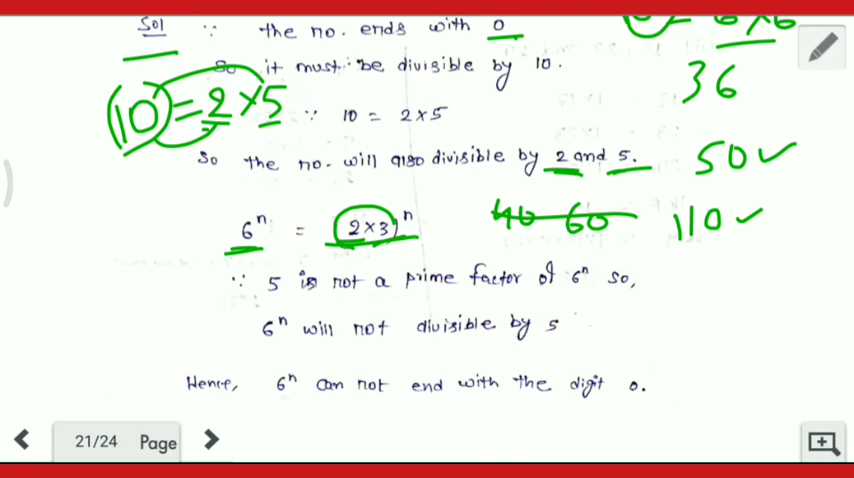 Sol ∵ the no. ends with 0
So it must be divisible by 10.
(10) = 2 × 5
∵ 10 = 2×5
So the no. will also divisible by 2 and 5.
6ⁿ = (2×3)ⁿ
∵ 5 is not a prime factor of 6ⁿ so,
6ⁿ will not divisible by 5
Hence, 6ⁿ can not end with the digit 0.
6×6
36
50 ✓
40 60 110 ✓
21/24 Page